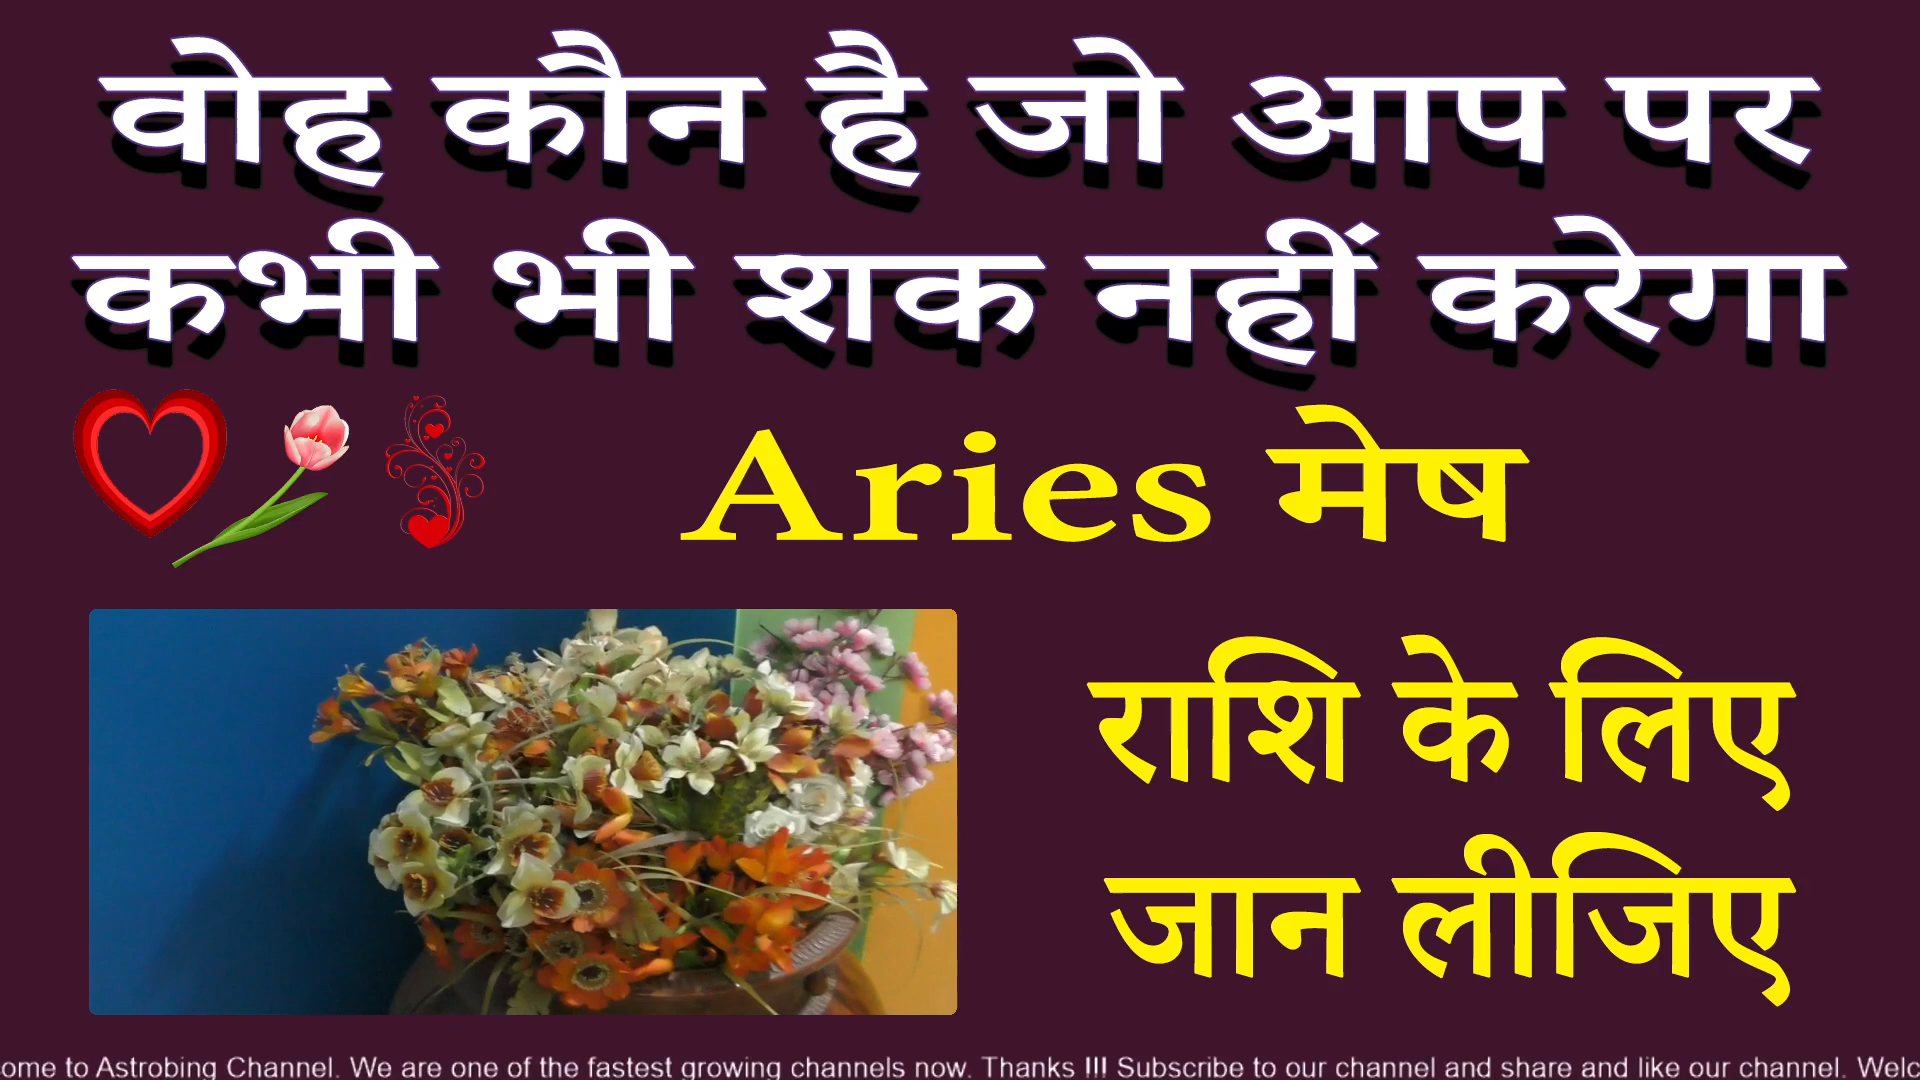 वोह कौन है जो आप पर
कभी भी शक नहीं करेगा
Aries मेष
राशि के लिए
जान लीजिए
ome to Astrobing Channel. We are one of the fastest growing channels now. Thanks !!! Subscribe to our channel and share and like our channel. Welc